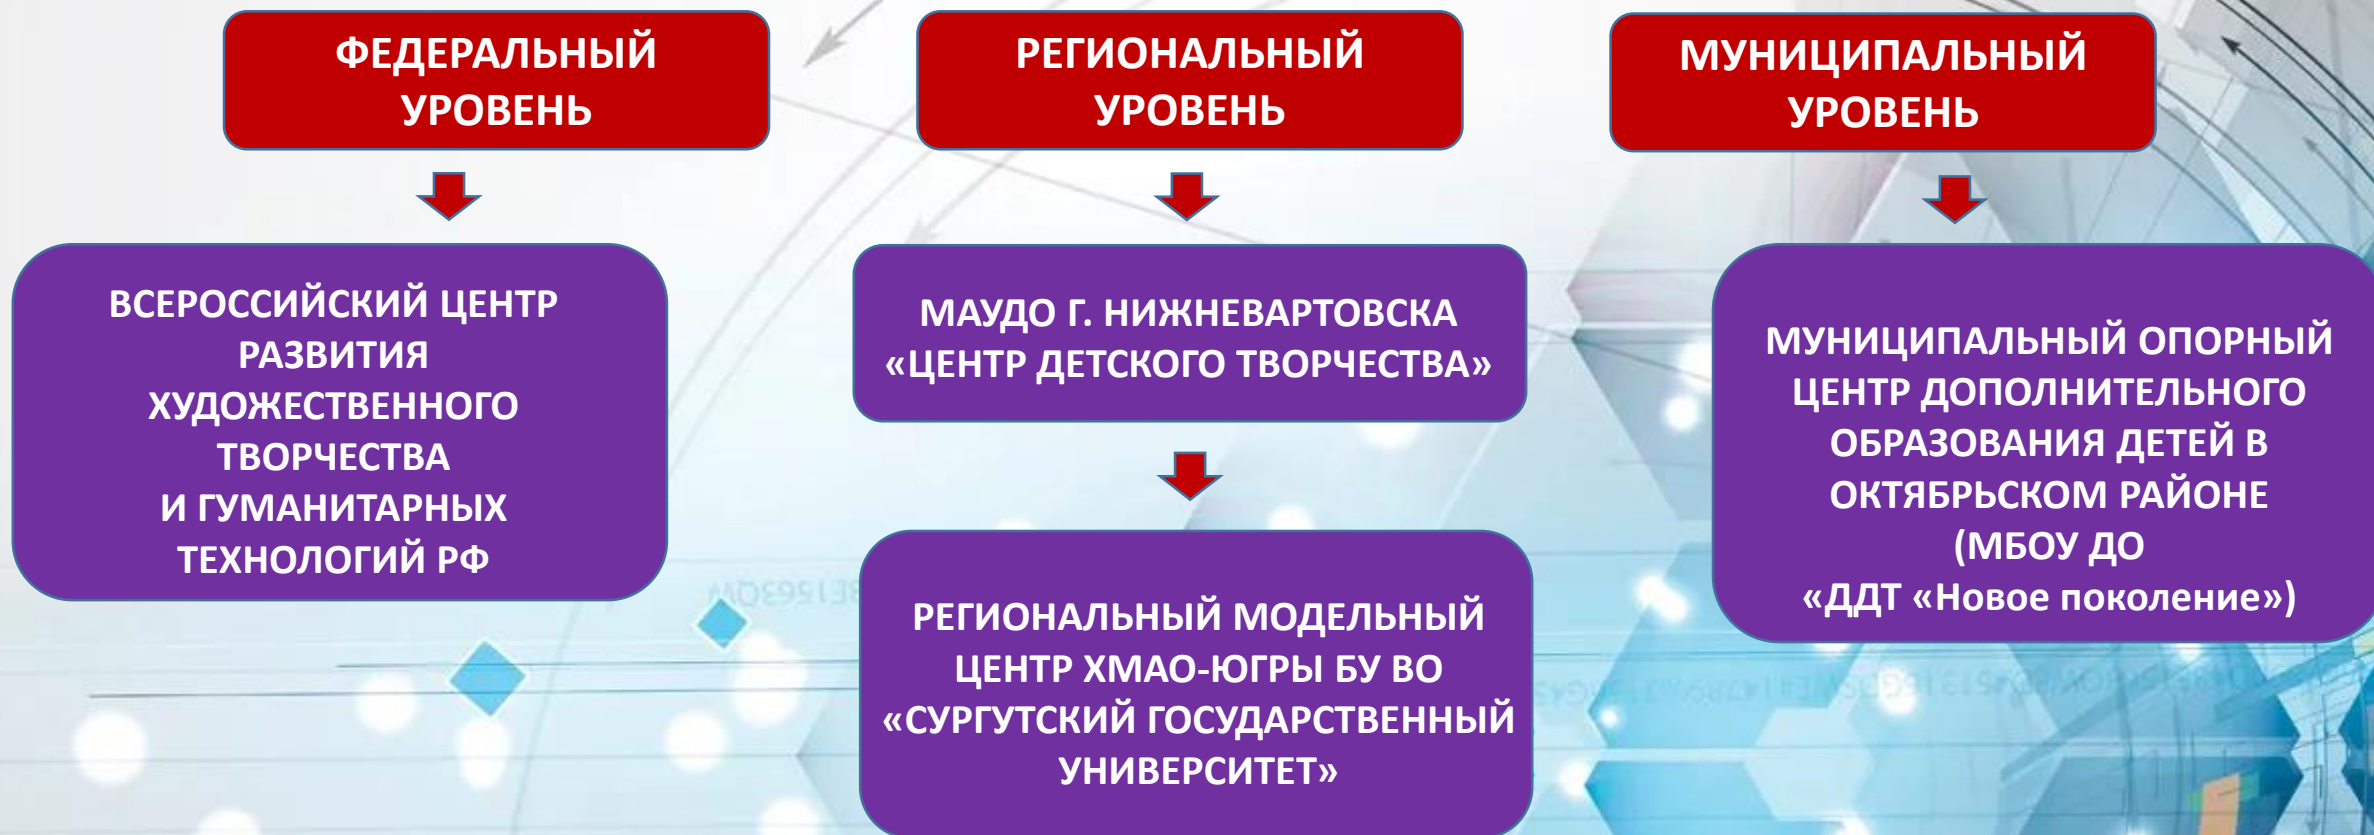 ФЕДЕРАЛЬНЫЙ
УРОВЕНЬ
ВСЕРОССИЙСКИЙ ЦЕНТР
РАЗВИТИЯ
ХУДОЖЕСТВЕННОГО
ТВОРЧЕСТВА
И ГУМАНИТАРНЫХ
ТЕХНОЛОГИЙ РФ
РЕГИОНАЛЬНЫЙ
УРОВЕНЬ
МАУДО Г. НИЖНЕВАРТОВСКА
«ЦЕНТР ДЕТСКОГО ТВОРЧЕСТВА»
РЕГИОНАЛЬНЫЙ МОДЕЛЬНЫЙ
ЦЕНТР ХМАО-ЮГРЫ БУ ВО
«СУРГУТСКИЙ ГОСУДАРСТВЕННЫЙ
УНИВЕРСИТЕТ»
МУНИЦИПАЛЬНЫЙ
УРОВЕНЬ
МУНИЦИПАЛЬНЫЙ ОПОРНЫЙ
ЦЕНТР ДОПОЛНИТЕЛЬНОГО
ОБРАЗОВАНИЯ ДЕТЕЙ В
ОКТЯБРЬСКОМ РАЙОНЕ
(МБОУ ДО
«ДДТ «Новое поколение»)